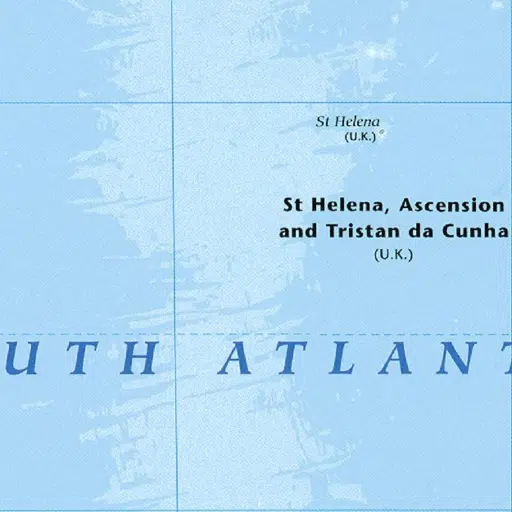 St Helena
(U.K.)
St Helena, Ascension
and Tristan da Cunha
(U.K.)
UTH ATLANT